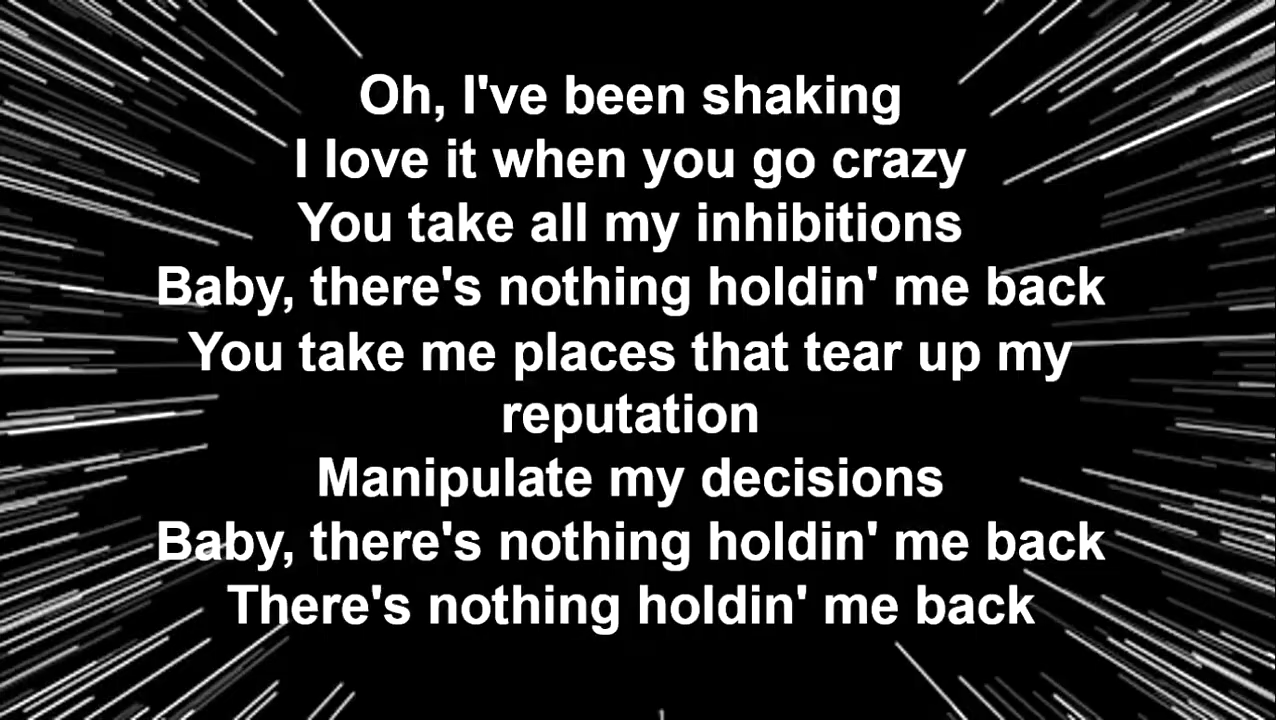 Oh, I've been shaking
I love it when you go crazy
You take all my inhibitions
Baby, there's nothing holdin' me back
You take me places that tear up my
reputation
Manipulate my decisions
Baby, there's nothing holdin' me back
There's nothing holdin' me back